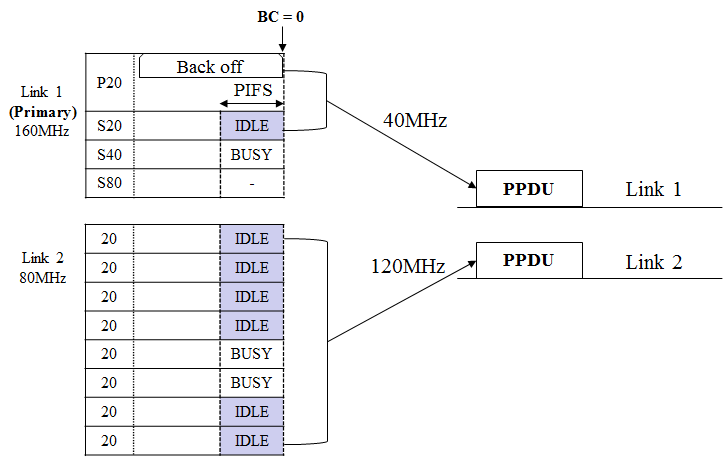 BC = 0
Link 1
(Primary)
160MHz
P20
Back off
PIFS
S20 IDLE
S40 BUSY
S80 -
40MHz
PPDU Link 1
Link 2
80MHz
20 IDLE
20 IDLE
20 IDLE
20 IDLE
20 BUSY
20 BUSY
20 IDLE
20 IDLE
120MHz
PPDU Link 2